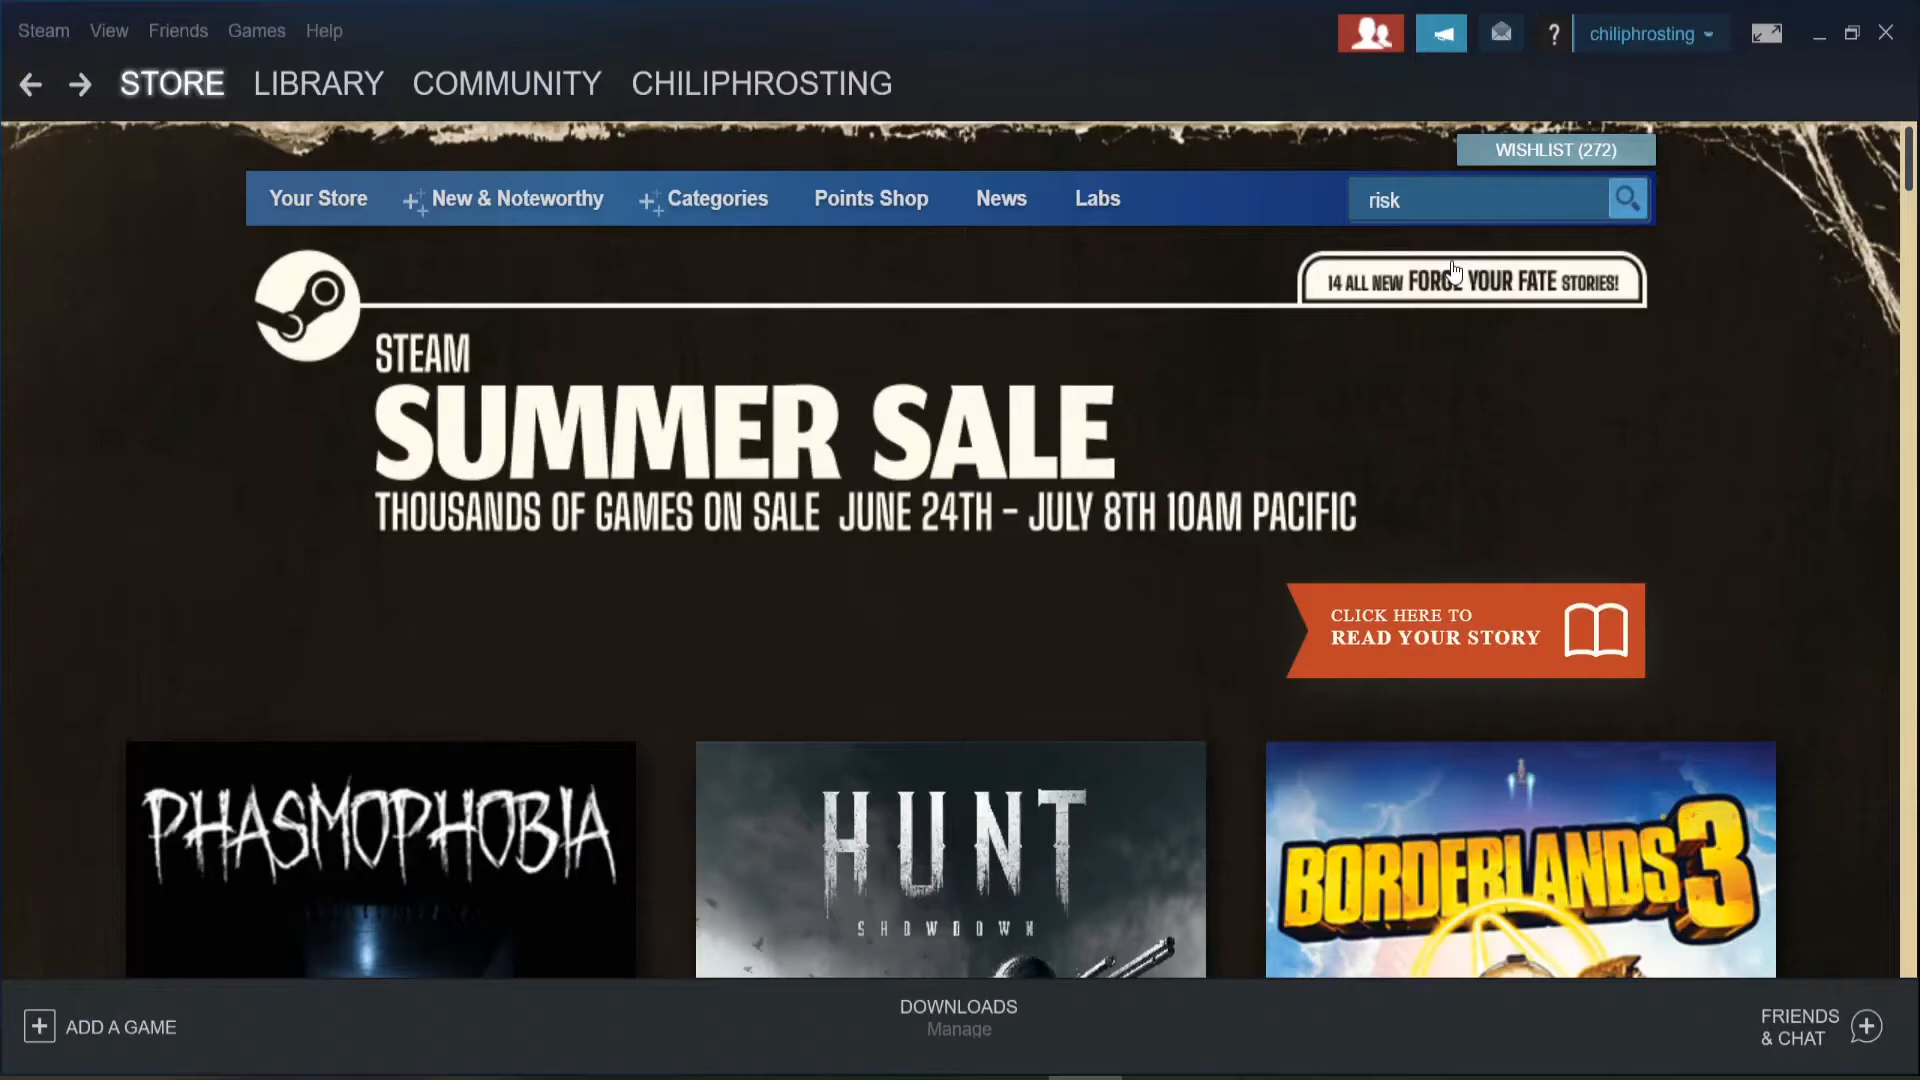 Steam View Friends Games Help
? chiliphrosting
STORE LIBRARY COMMUNITY CHILIPHROSTING
WISHLIST (272)
Your Store New & Noteworthy Categories Points Shop News Labs
risk
14 ALL NEW FORGE YOUR FATE STORIES!
STEAM
SUMMER SALE
THOUSANDS OF GAMES ON SALE JUNE 24TH - JULY 8TH 10AM PACIFIC
CLICK HERE TO
READ YOUR STORY
PHASMOPHOBIA
HUNT
SHOWDOWN
BORDERLANDS 3
ADD A GAME
DOWNLOADS
Manage
FRIENDS
& CHAT